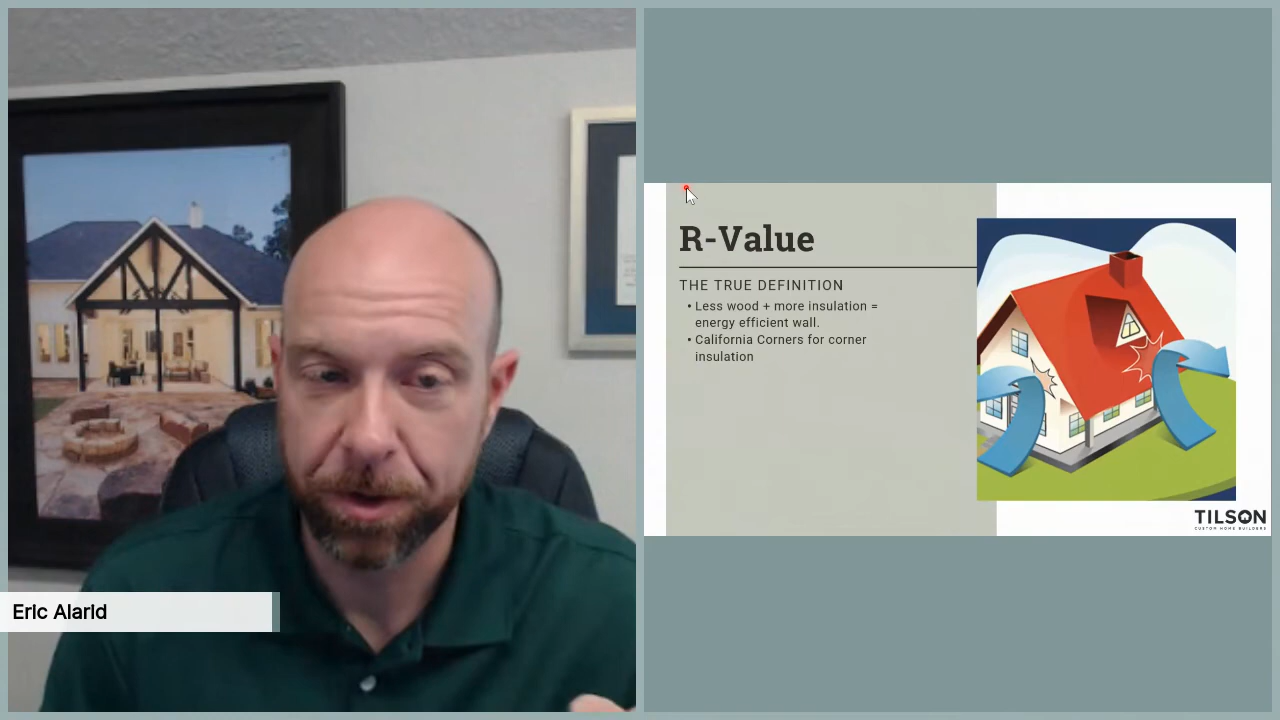 R-Value
THE TRUE DEFINITION
• Less wood + more insulation =
energy efficient wall.
• California Corners for corner
insulation
TILSON
CUSTOM HOME BUILDERS
Eric Alarid